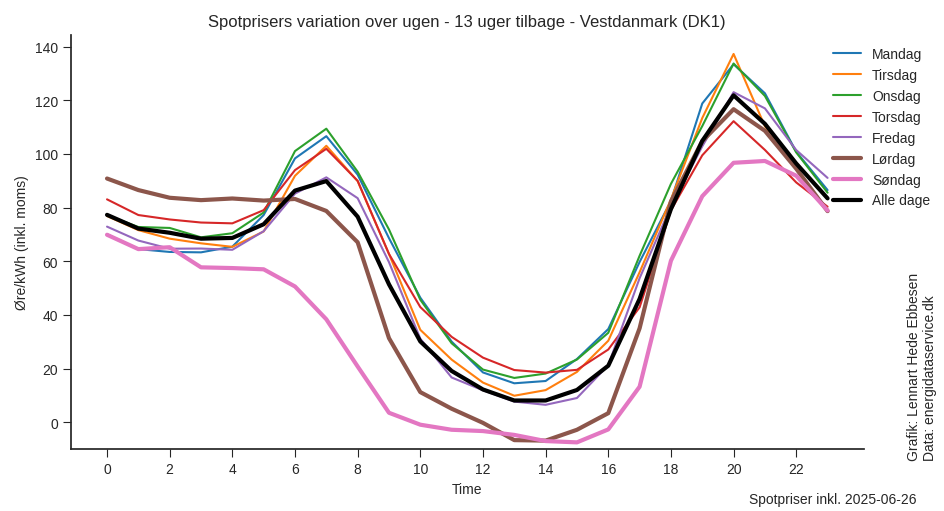 Spotprisers variation over ugen - 13 uger tilbage - Vestdanmark (DK1)
Øre/kWh (inkl. moms)
140
120
100
80
60
40
20
0
0 2 4 6 8 10 12 14 16 18 20 22
Time
Mandag
Tirsdag
Onsdag
Torsdag
Fredag
Lørdag
Søndag
Alle dage
Grafik: Lennart Hede Ebbesen
Data: energidataservice.dk
Spotpriser inkl. 2025-06-26